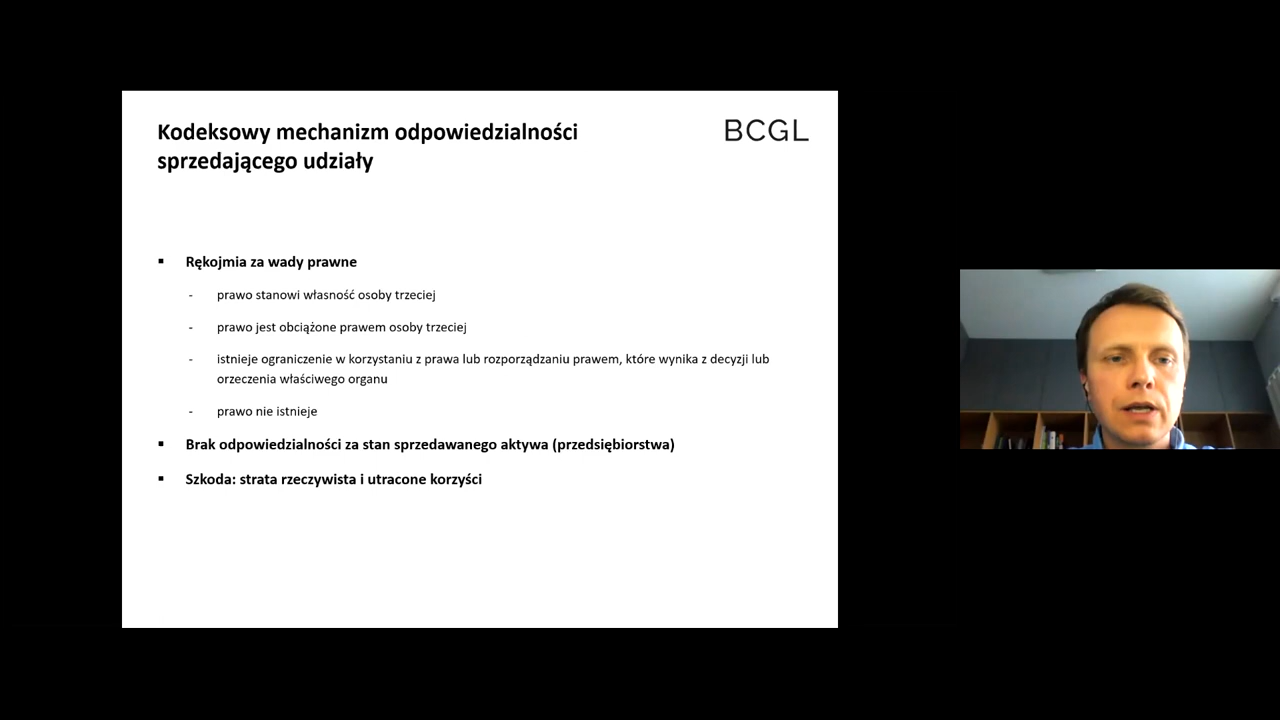 Kodeksowy mechanizm odpowiedzialności
sprzedającego udziały
BCGL
▪ Rękojmia za wady prawne
- prawo stanowi własność osoby trzeciej
- prawo jest obciążone prawem osoby trzeciej
- istnieje ograniczenie w korzystaniu z prawa lub rozporządzaniu prawem, które wynika z decyzji lub
orzeczenia właściwego organu
- prawo nie istnieje
▪ Brak odpowiedzialności za stan sprzedawanego aktywa (przedsiębiorstwa)
▪ Szkoda: strata rzeczywista i utracone korzyści